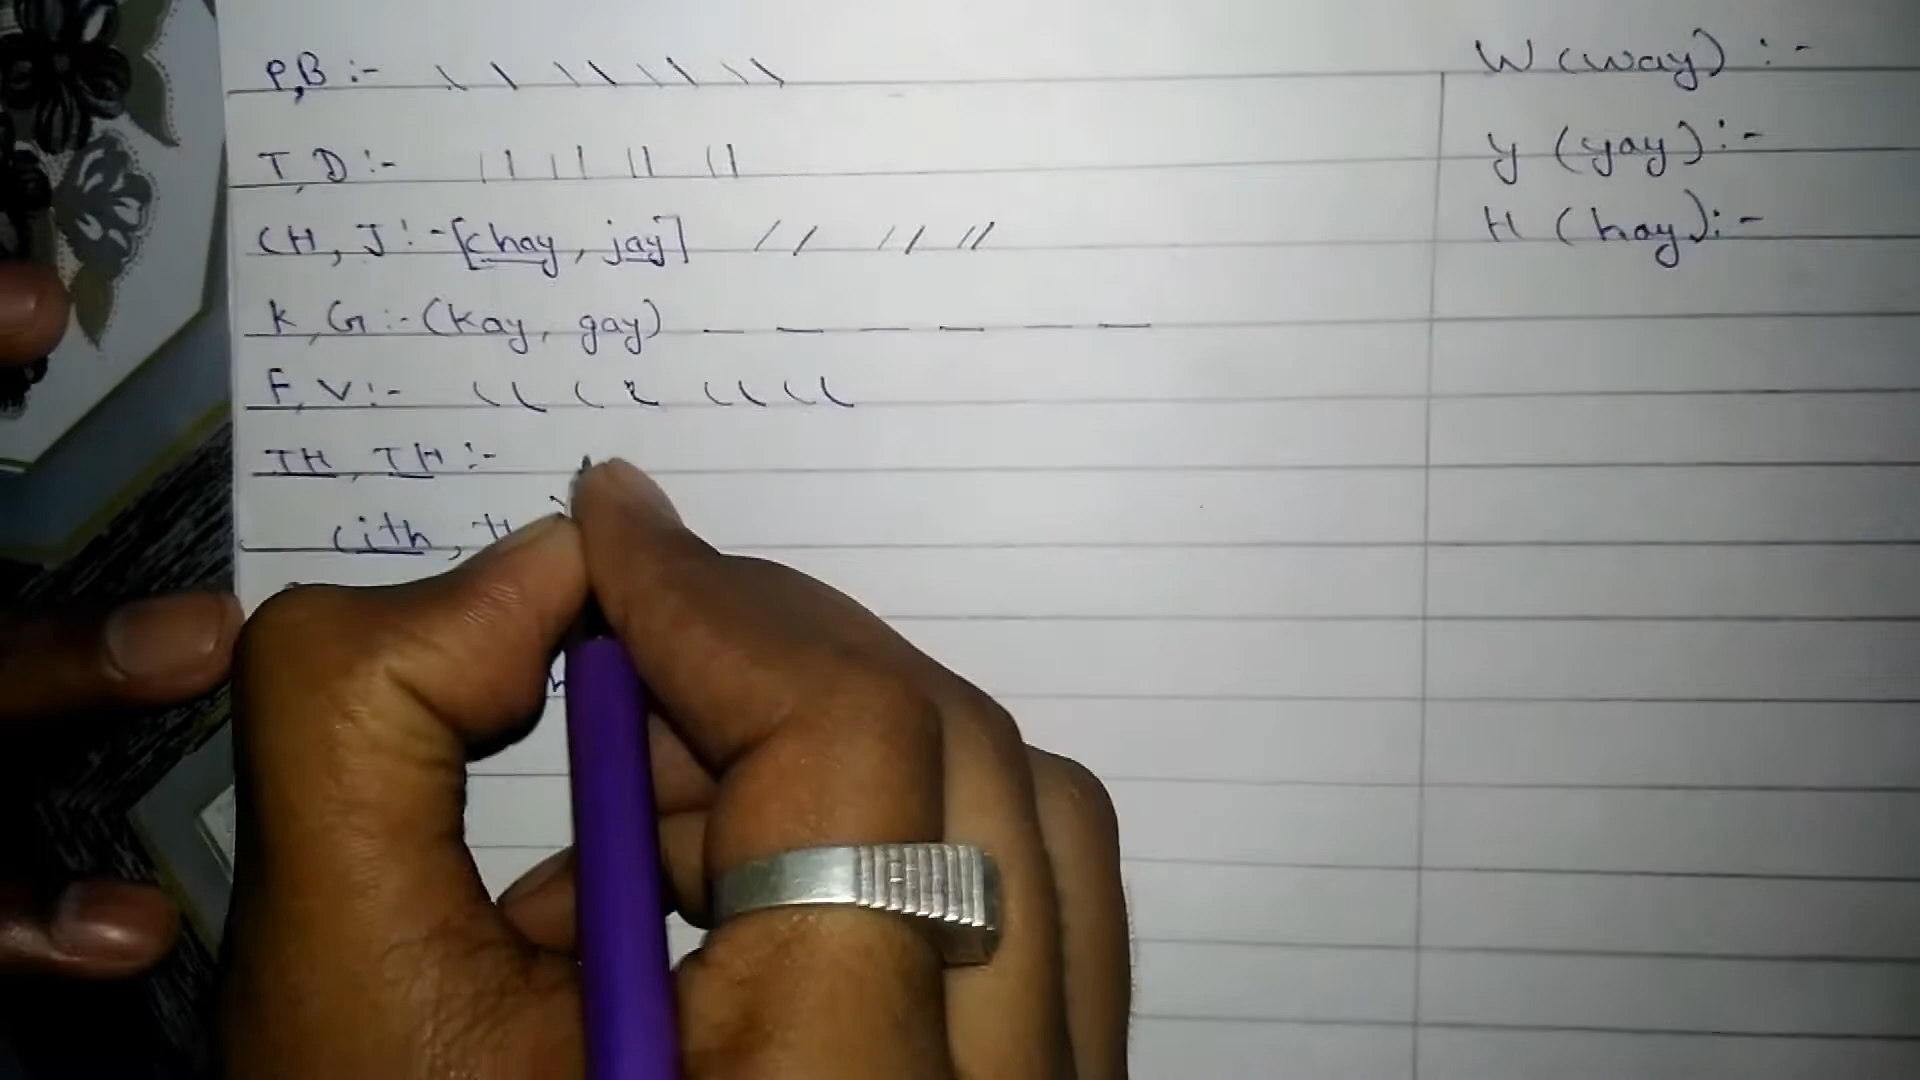 P,B :-
T,D :-
CH, J :- [chay, jay]
K, G :- (Kay, gay)
F, V :-
TH, TH :-
(ith,
W (way) :-
Y (yay) :-
H (hay) :-